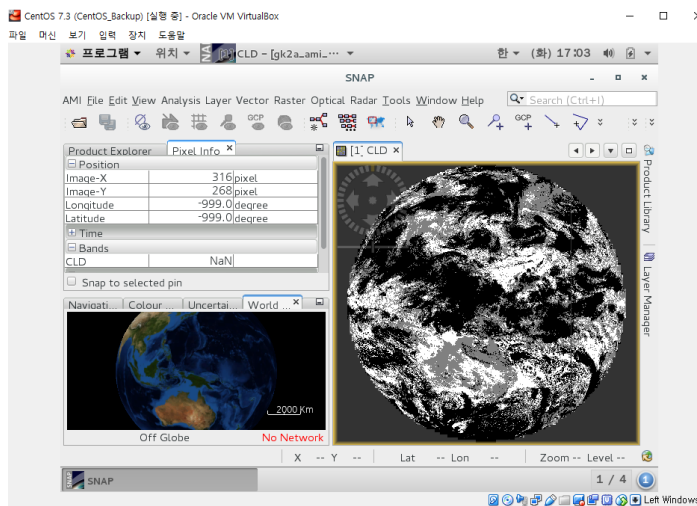 CentOS 7.3 (CentOS_Backup) [실행 중] - Oracle VM VirtualBox
파일 머신 보기 입력 장치 도움말
프로그램 위치 CLD - [gk2a_ami_... 한 (화) 17:03
SNAP
AMI File Edit View Analysis Layer Vector Raster Optical Radar Tools Window Help Search (Ctrl+I)
GCP GCP
Product Explorer Pixel Info [1] CLD
Position
Image-X 316 pixel
Image-Y 268 pixel
Longitude -999.0 degree
Latitude -999.0 degree
Time
Bands
CLD NaN
Snap to selected pin
Product Library
Layer Manager
Navigati... Colour ... Uncertai... World ...
2000 Km
Off Globe No Network
X -- Y -- Lat -- Lon -- Zoom -- Level --
SNAP 1 / 4
Left Windows